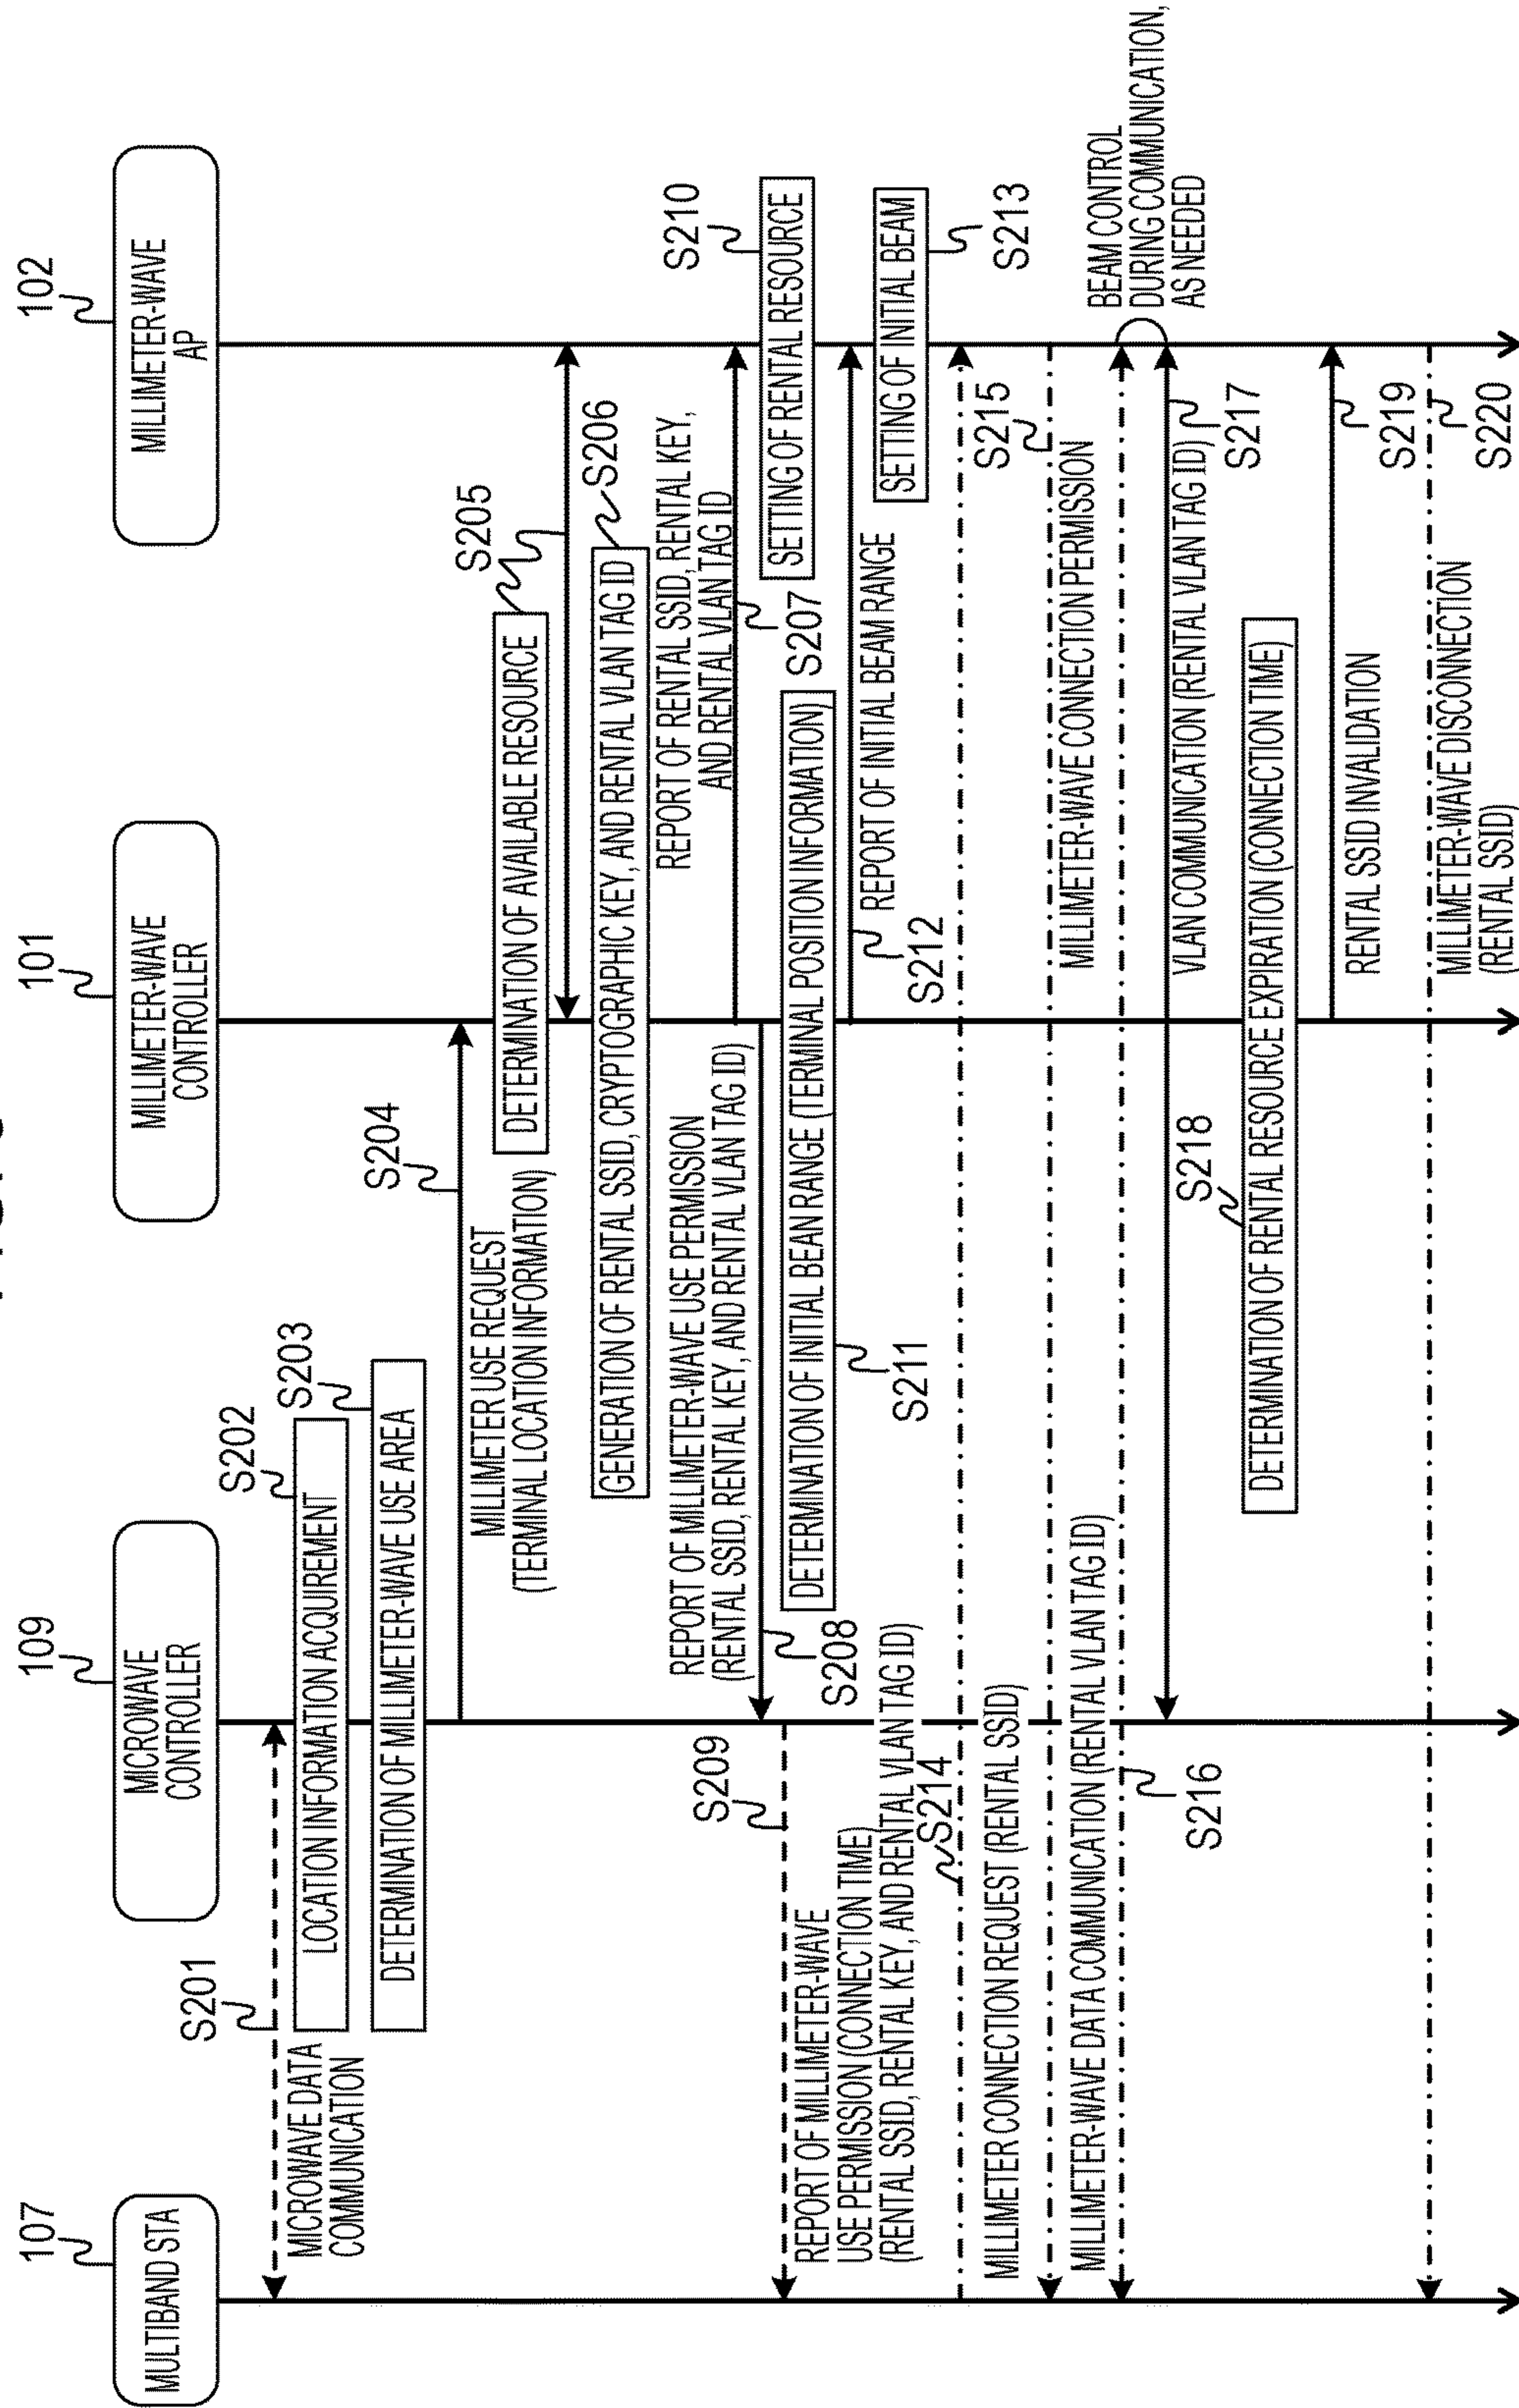 107
MULTIBAND STA
109
MICROWAVE
CONTROLLER
101
MILLIMETER-WAVE
CONTROLLER
102
MILLIMETER-WAVE
AP
S201
MICROWAVE DATA
COMMUNICATION
S202
LOCATION INFORMATION ACQUIREMENT
S203
DETERMINATION OF MILLIMETER-WAVE USE AREA
S204
MILLIMETER USE REQUEST
(TERMINAL LOCATION INFORMATION)
S205
DETERMINATION OF AVAILABLE RESOURCE
S206
GENERATION OF RENTAL SSID, CRYPTOGRAPHIC KEY, AND RENTAL VLAN TAG ID
REPORT OF RENTAL SSID, RENTAL KEY,
AND RENTAL VLAN TAG ID
S207
REPORT OF MILLIMETER-WAVE USE PERMISSION
(RENTAL SSID, RENTAL KEY, AND RENTAL VLAN TAG ID)
S208
S209
REPORT OF MILLIMETER-WAVE
USE PERMISSION (CONNECTION TIME)
(RENTAL SSID, RENTAL KEY, AND RENTAL VLAN TAG ID)
S210
SETTING OF RENTAL RESOURCE
DETERMINATION OF INITIAL BEAN RANGE (TERMINAL POSITION INFORMATION)
S211
REPORT OF INITIAL BEAM RANGE
S212
SETTING OF INITIAL BEAM
S213
S214
MILLIMETER CONNECTION REQUEST (RENTAL SSID)
S215
MILLIMETER-WAVE CONNECTION PERMISSION
MILLIMETER-WAVE DATA COMMUNICATION (RENTAL VLAN TAG ID)
S216
BEAM CONTROL
DURING COMMUNICATION,
AS NEEDED
VLAN COMMUNICATION (RENTAL VLAN TAG ID)
S217
S218
DETERMINATION OF RENTAL RESOURCE EXPIRATION (CONNECTION TIME)
RENTAL SSID INVALIDATION
S219
MILLIMETER-WAVE DISCONNECTION
(RENTAL SSID)
S220